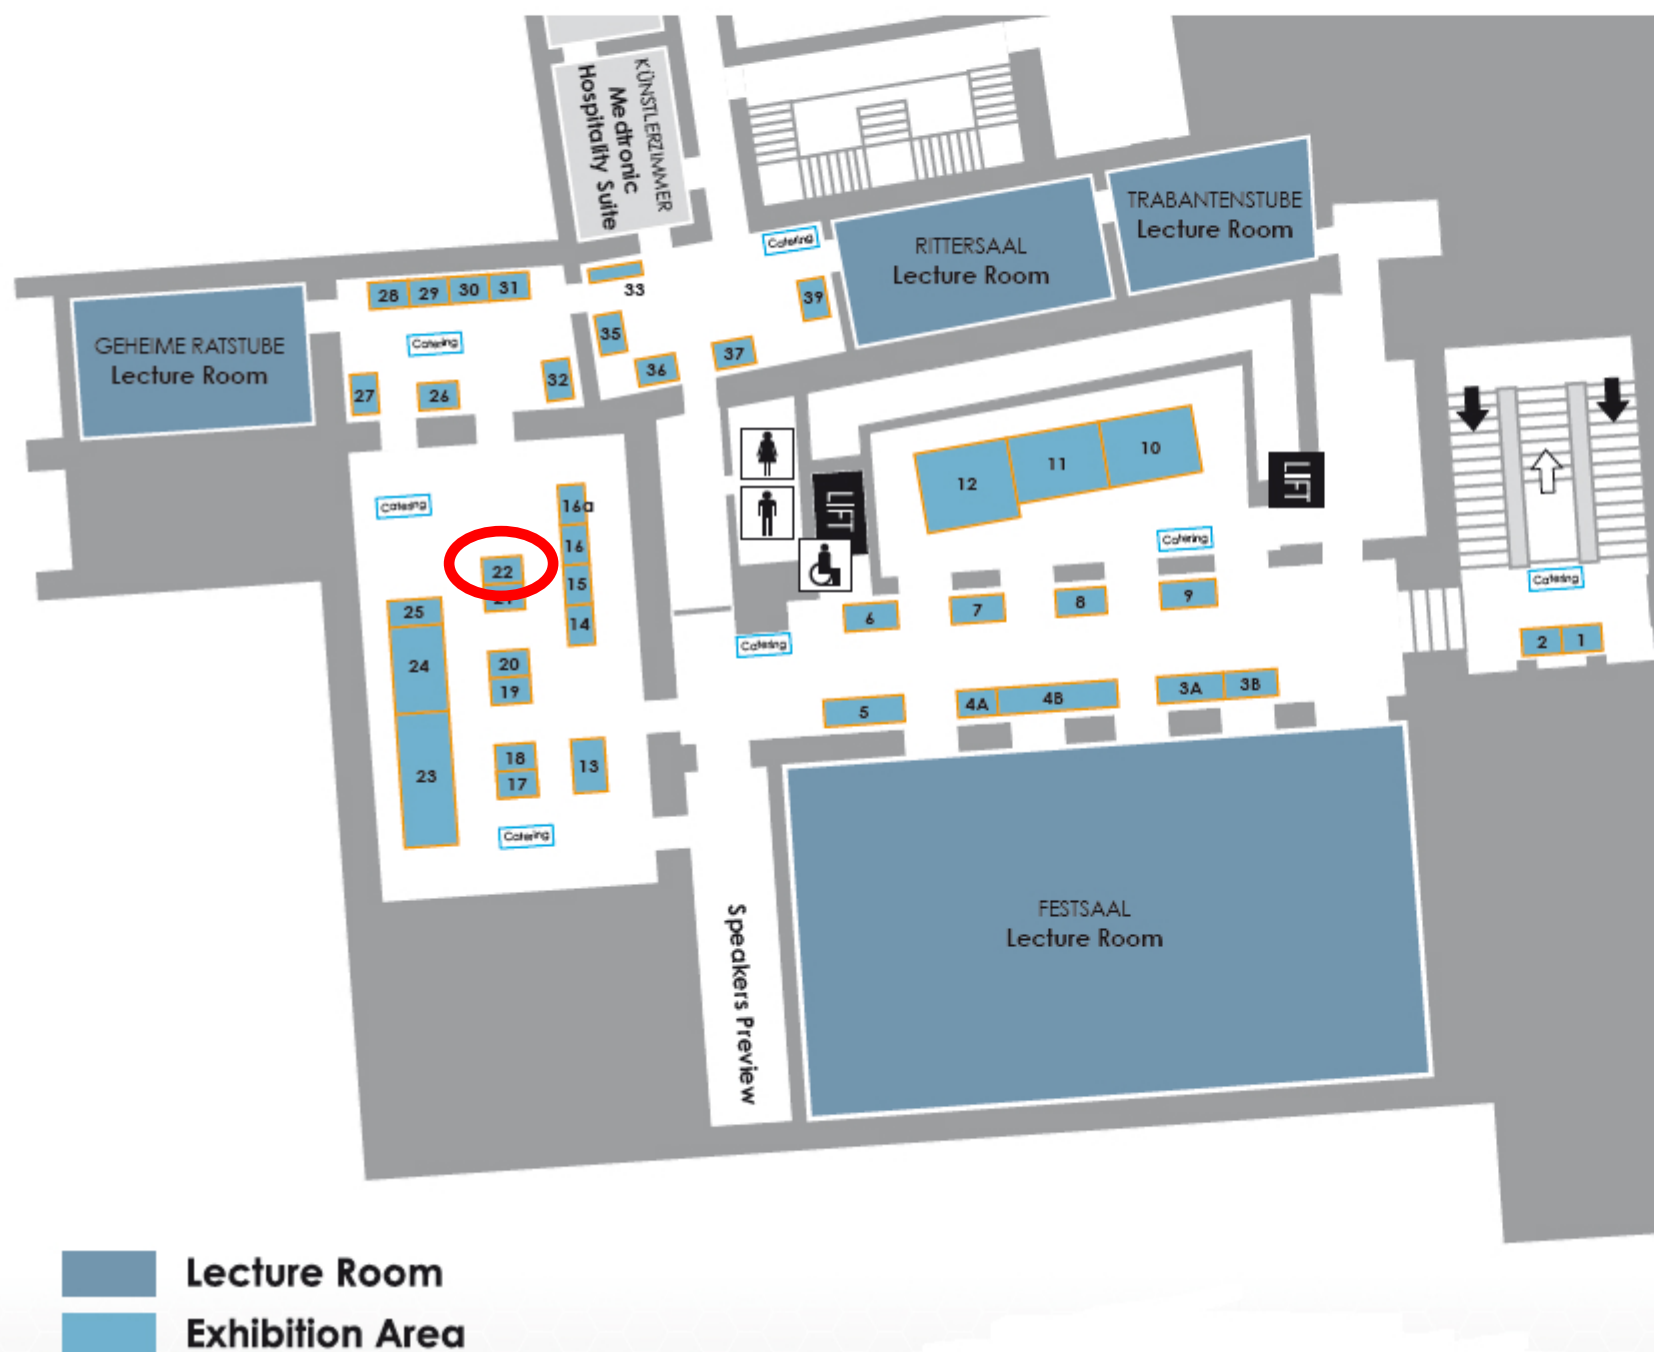 KÜNSTLERZIMMER
Medtronic
Hospitality Suite
TRABANTENSTUBE
Lecture Room
Catering
RITTERSAAL
Lecture Room
28 29 30 31
33
39
GEHEIME RATSTUBE
Lecture Room
Catering
35
36
37
27
26
32
12
11
10
LIFT
LIFT
Catering
16a
16
15
14
22
21
Catering
Catering
25
24
23
20
19
6
7
8
9
Catering
2 1
5
4A 4B
3A 3B
18
17
13
Catering
Speakers Preview
FESTSAAL
Lecture Room
Lecture Room
Exhibition Area